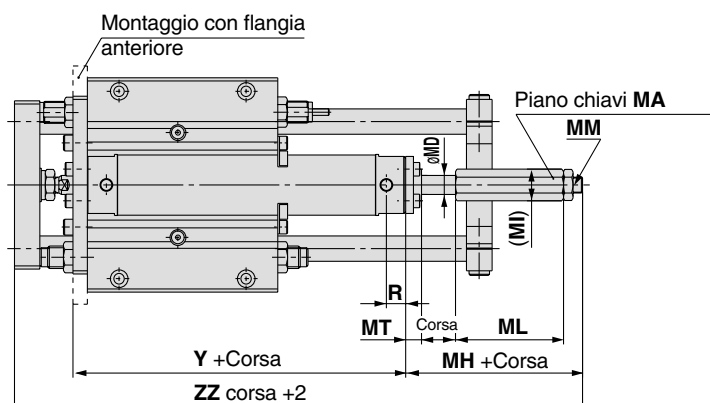 Montaggio con flangia
anteriore
Piano chiavi MA
MM
øMD
(MI)
R
MT
Corsa
ML
Y +Corsa
MH +Corsa
ZZ corsa +2